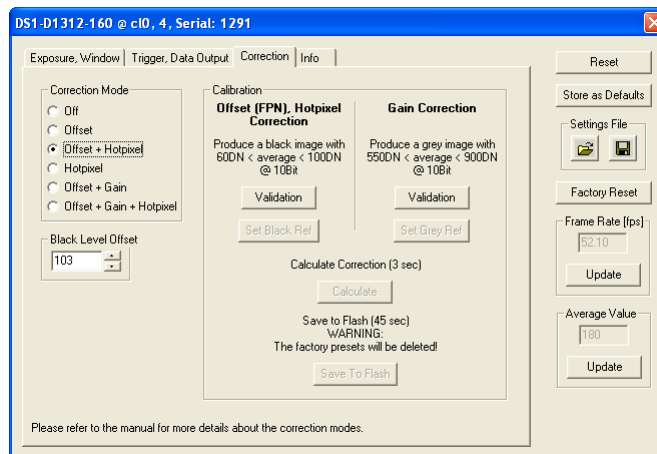 DS1-D1312-160 @ cl0, 4, Serial: 1291
Exposure, Window
Trigger, Data Output
Correction
Info
Correction Mode
Off
Offset
Offset + Hotpixel
Hotpixel
Offset + Gain
Offset + Gain + Hotpixel
Black Level Offset
103
Calibration
Offset (FPN), Hotpixel
Correction
Produce a black image with
60DN < average < 100DN
@ 10Bit
Validation
Set Black Ref
Gain Correction
Produce a grey image with
550DN < average < 900DN
@ 10Bit
Validation
Set Grey Ref
Calculate Correction (3 sec)
Calculate
Save to Flash (45 sec)
WARNING:
The factory presets will be deleted!
Save To Flash
Please refer to the manual for more details about the correction modes.
Reset
Store as Defaults
Settings File
Factory Reset
Frame Rate [fps]
52.10
Update
Average Value
180
Update